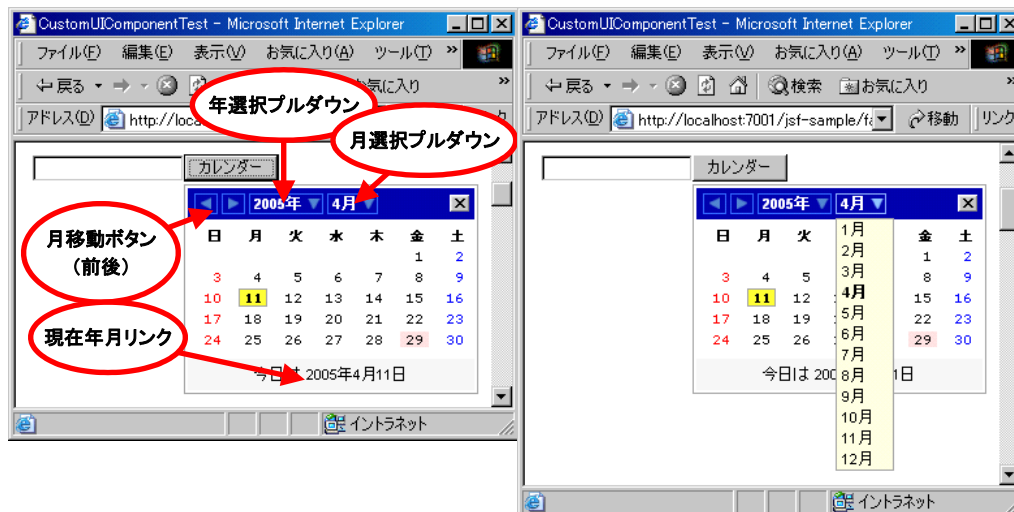 CustomUIComponentTest - Microsoft Internet Explorer
ファイル(F) 編集(E) 表示(V) お気に入り(A) ツール(T) »
戻る 気に入り »
アドレス(D) http://loc
年選択プルダウン
月選択プルダウン
カレンダー
2005年 4月
日 月 火 水 木 金 土
1 2
3 4 5 6 7 8 9
10 11 12 13 14 15 16
17 18 19 20 21 22 23
24 25 26 27 28 29 30
今日は 2005年4月11日
月移動ボタン
(前後)
現在年月リンク
イントラネット
CustomUIComponentTest - Microsoft Internet Explorer
ファイル(F) 編集(E) 表示(V) お気に入り(A) ツール(T) »
戻る 検索 お気に入り »
アドレス(D) http://localhost:7001/jsf-sample/fa 移動 リンク
カレンダー
2005年 4月
日 月 火 金 土
1 2
3 4 5 8 9
10 11 12 15 16
17 18 19 22 23
24 25 26 29 30
今日は 200 1日
1月
2月
3月
4月
5月
6月
7月
8月
9月
10月
11月
12月
イントラネット